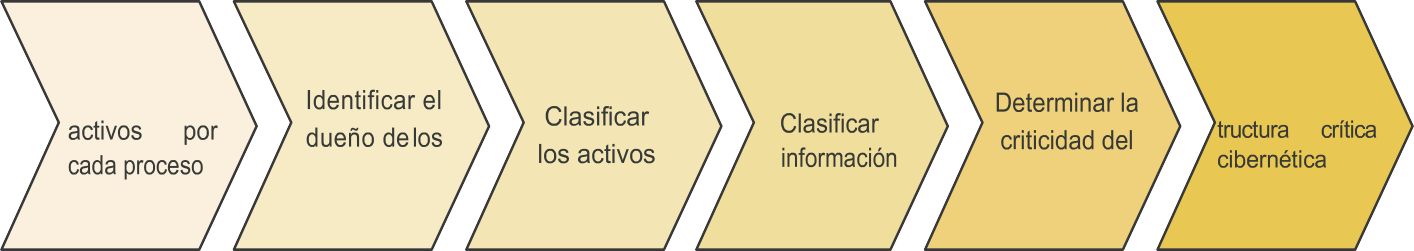 activos por
cada proceso
Identificar el
dueño de los
Clasificar
los activos
Clasificar
información
Determinar la
criticidad del
tructura crítica
cibernética